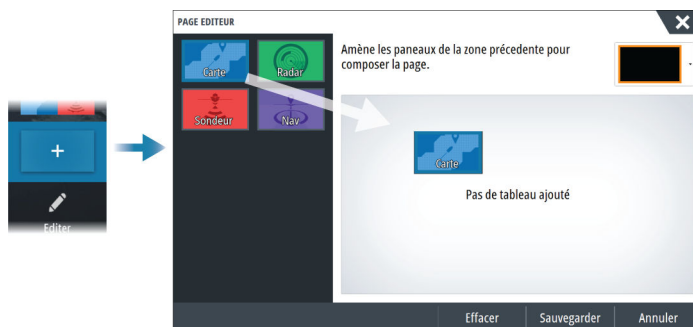 PAGE EDITEUR
Amène les panneaux de la zone précedente pour
composer la page.
Carte
Radar
Sondeur
Nav
Carte
Pas de tableau ajouté
+
Editer
Effacer
Sauvegarder
Annuler